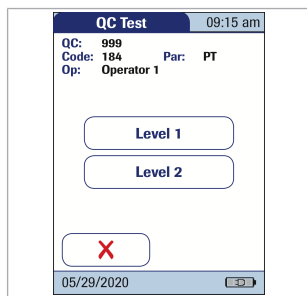 QC Test 09:15 am
QC: 999
Code: 184 Par: PT
Op: Operator 1
Level 1
Level 2
05/29/2020